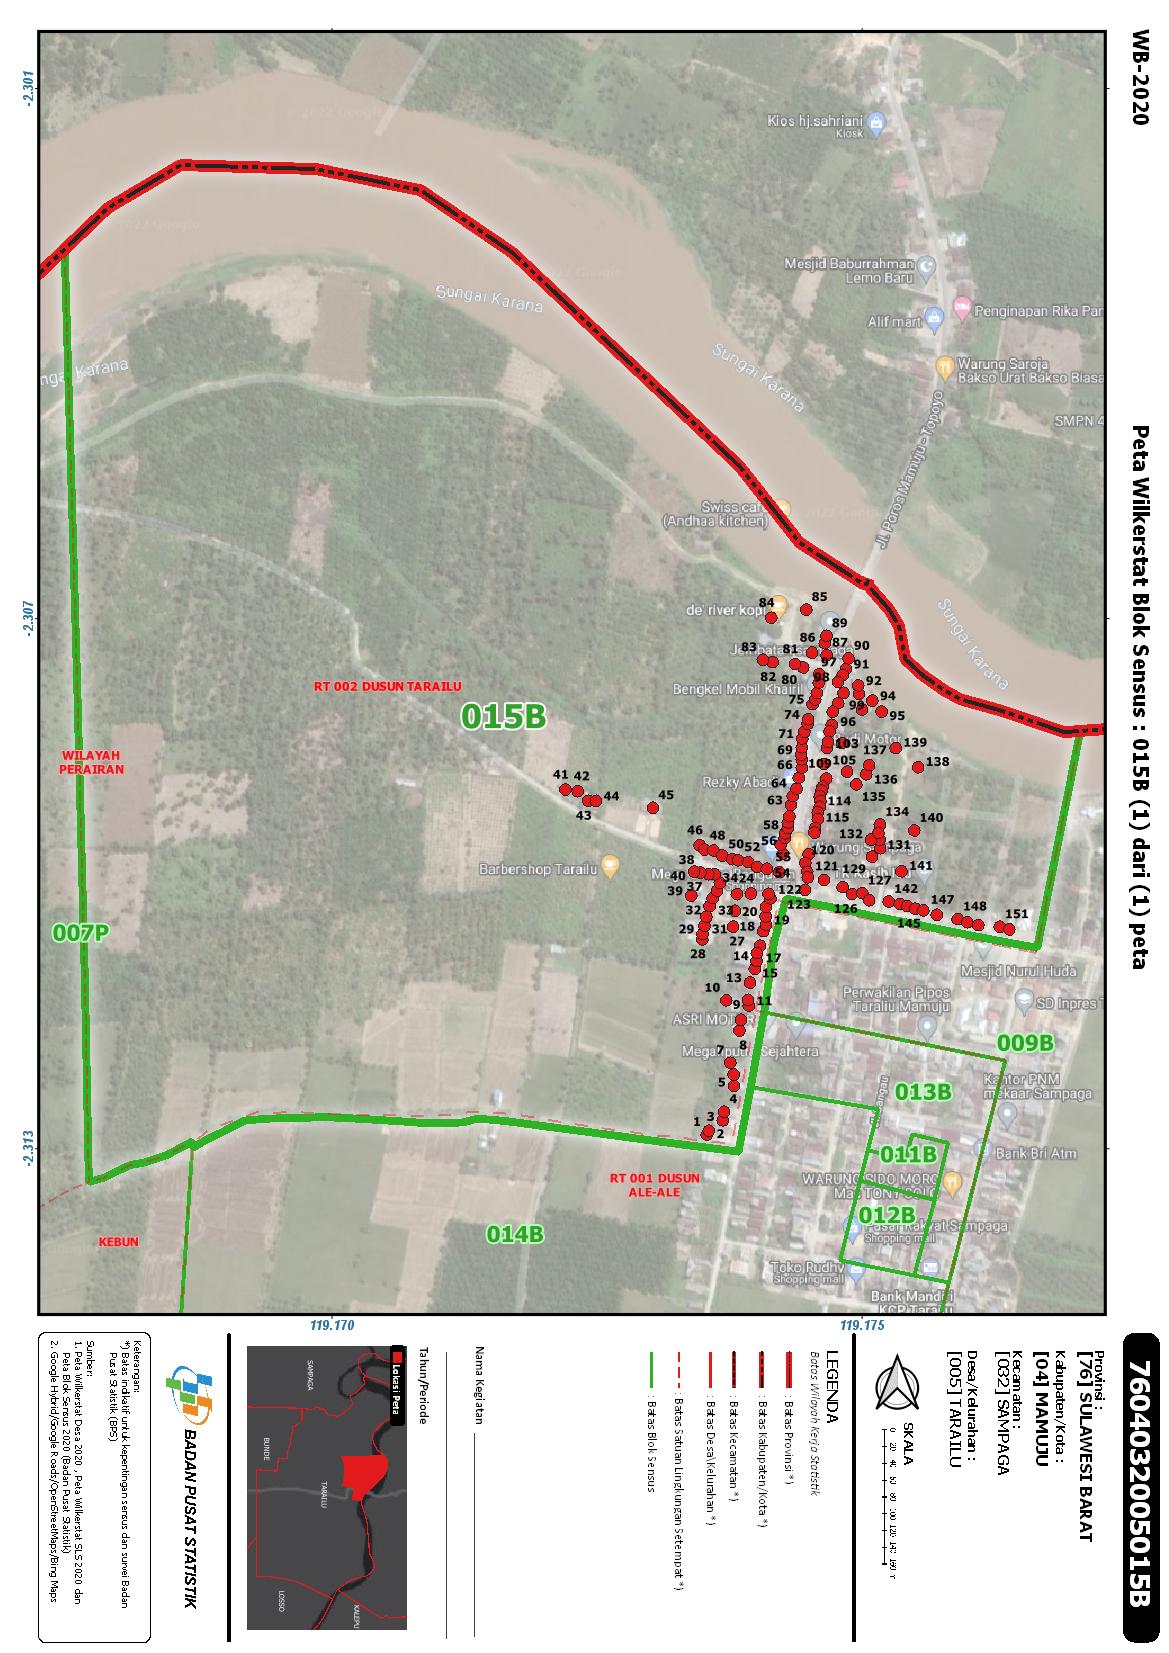 WB-2020
Peta Wilkerstat Blok Sensus : 015B (1) dari (1) peta
7604032005015B
-2.301
-2.307
-2.313
119.170
119.175
© 2022 Google
Kios hj.sahriani
Kiosk
Mesjid Baburrahman
Lemo Baru
Alif mart
Penginapan Rika Par
Warung Saroja
Bakso Urat Bakso Biasa
SMPN 4
Jl. Poros Mamuju - Topoyo
Sungai Karana
Sungai Karana
Sungai Karana
nga Karana
Swiss cafe
(Andhaa kitchen)
de' river kopi
Bengkel Mobil Khairil
Rezky Abadi
Barbershop Tarailu
RT 002 DUSUN TARAILU
015B
WILAYAH
PERAIRAN
007P
84
85
89
86
87
90
83
81
97
91
82
80
98
92
75
94
99
95
74
96
71
103
139
69
137
66
109
105
138
136
64
135
63
114
41
42
44
45
43
115
134
140
58
132
46
48
50
52
56
55
120
131
38
121
129
141
40
54
37
34
24
127
39
122
123
142
147
148
151
32
33
20
126
145
19
29
31
18
27
28
14
17
13
15
10
9
11
ASRI MOTOR
8
7
Megahputra Sejahtera
5
4
3
1
2
Mesjid Nurul Huda
Perwakilan Pipos
Taraliu Mamuju
SD Inpres T
009B
Kantor PNM
mekaar Sampaga
013B
011B
Bank Bri Atm
012B
Pasar Rakyat Sampaga
Shopping mall
Toko Rudhy
Shopping mall
Bank Mandiri
KCP Tarailu
RT 001 DUSUN
ALE-ALE
014B
KEBUN
Provinsi :
[76] SULAWESI BARAT
Kabupaten/Kota :
[04] MAMUJU
Kecamatan :
[032] SAMPAGA
Desa/Kelurahan :
[005] TARAILU
SKALA
0 20 40 60 80 100 120 140 160
LEGENDA
Batas Wilayah Kerja Statistik
: Batas Provinsi *)
: Batas Kabupaten/Kota *)
: Batas Kecamatan *)
: Batas Desa\Kelurahan *)
: Batas Satuan Lingkungan Setempat *)
: Batas Blok Sensus
Nama Kegiatan
Tahun/Periode
Lokasi Peta
SAMPAGA
BUNDE
TARAILU
LOSSO
KALEPU
BADAN PUSAT STATISTIK
Keterangan:
*) Batas indikatif untuk kepentingan sensus dan survei Badan
Pusat Statistik (BPS)
Sumber:
1. Peta Wilkerstat Desa 2020 , Peta Wilkerstat SLS 2020 dan
Peta Blok Sensus 2020 (Badan Pusat Statistik)
2. Google Hybrid/Google Roads/OpenStreetMaps/Bing Maps